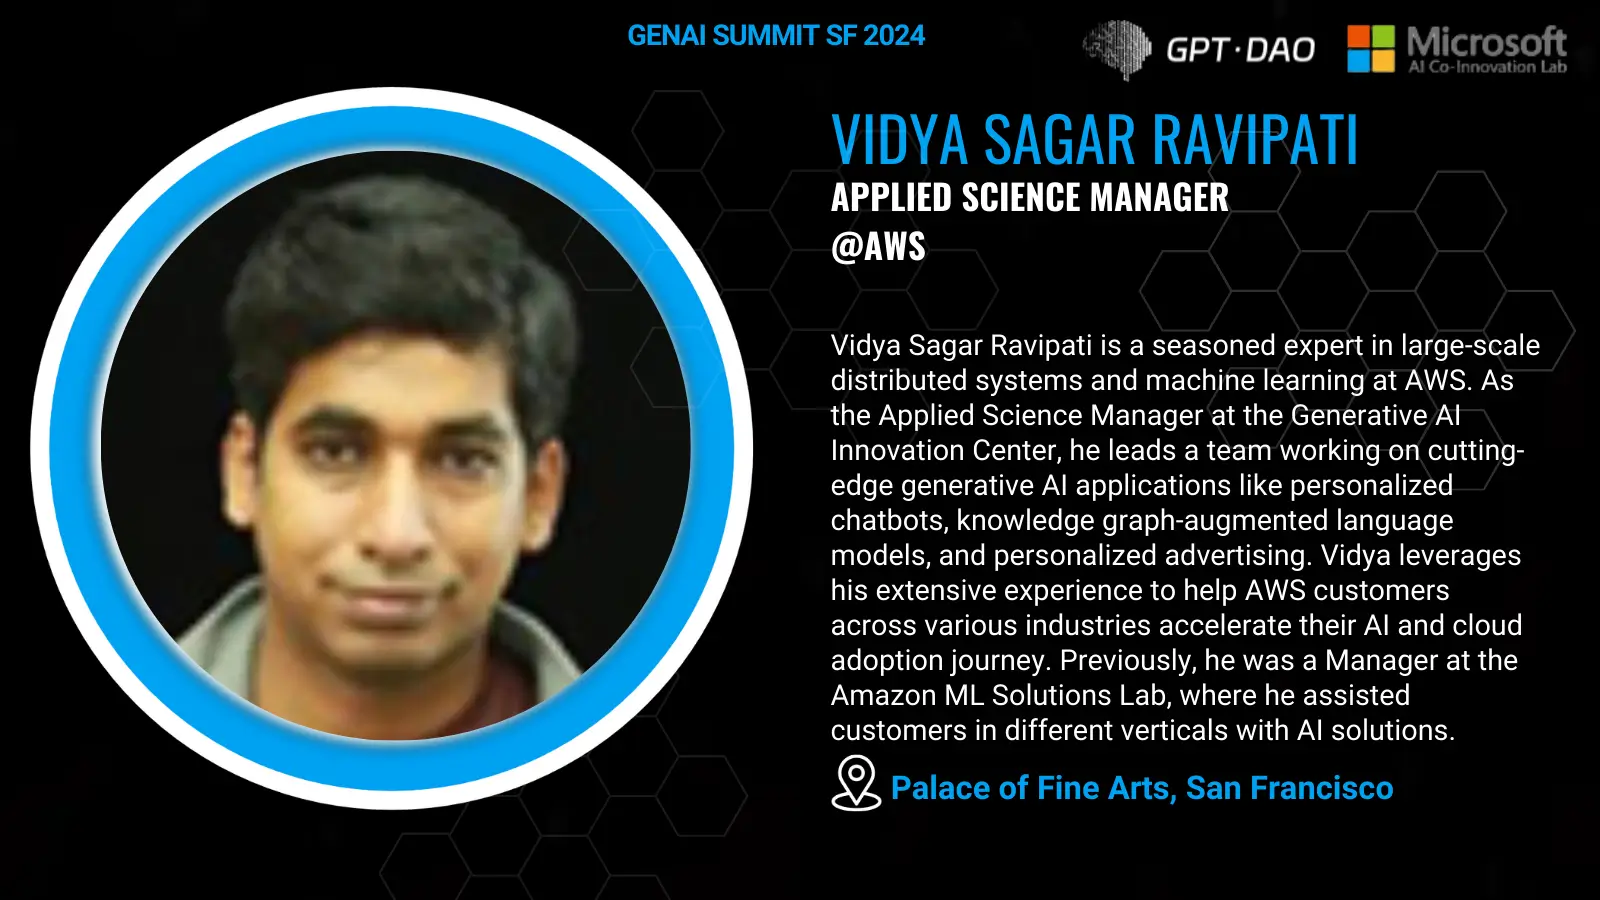 GENAI SUMMIT SF 2024
GPT·DAO
Microsoft
AI Co-Innovation Lab
VIDYA SAGAR RAVIPATI
APPLIED SCIENCE MANAGER
@AWS
Vidya Sagar Ravipati is a seasoned expert in large-scale
distributed systems and machine learning at AWS. As
the Applied Science Manager at the Generative AI
Innovation Center, he leads a team working on cutting-
edge generative AI applications like personalized
chatbots, knowledge graph-augmented language
models, and personalized advertising. Vidya leverages
his extensive experience to help AWS customers
across various industries accelerate their AI and cloud
adoption journey. Previously, he was a Manager at the
Amazon ML Solutions Lab, where he assisted
customers in different verticals with AI solutions.
Palace of Fine Arts, San Francisco